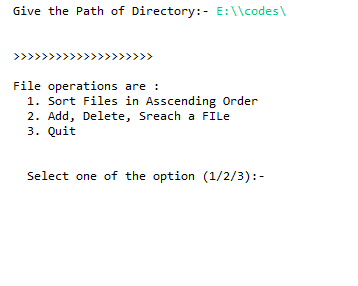 Give the Path of Directory:- E:\\codes\
>>>>>>>>>>>>>>>>>>>>
File operations are :
1. Sort Files in Asscending Order
2. Add, Delete, Sreach a FILe
3. Quit
Select one of the option (1/2/3):-